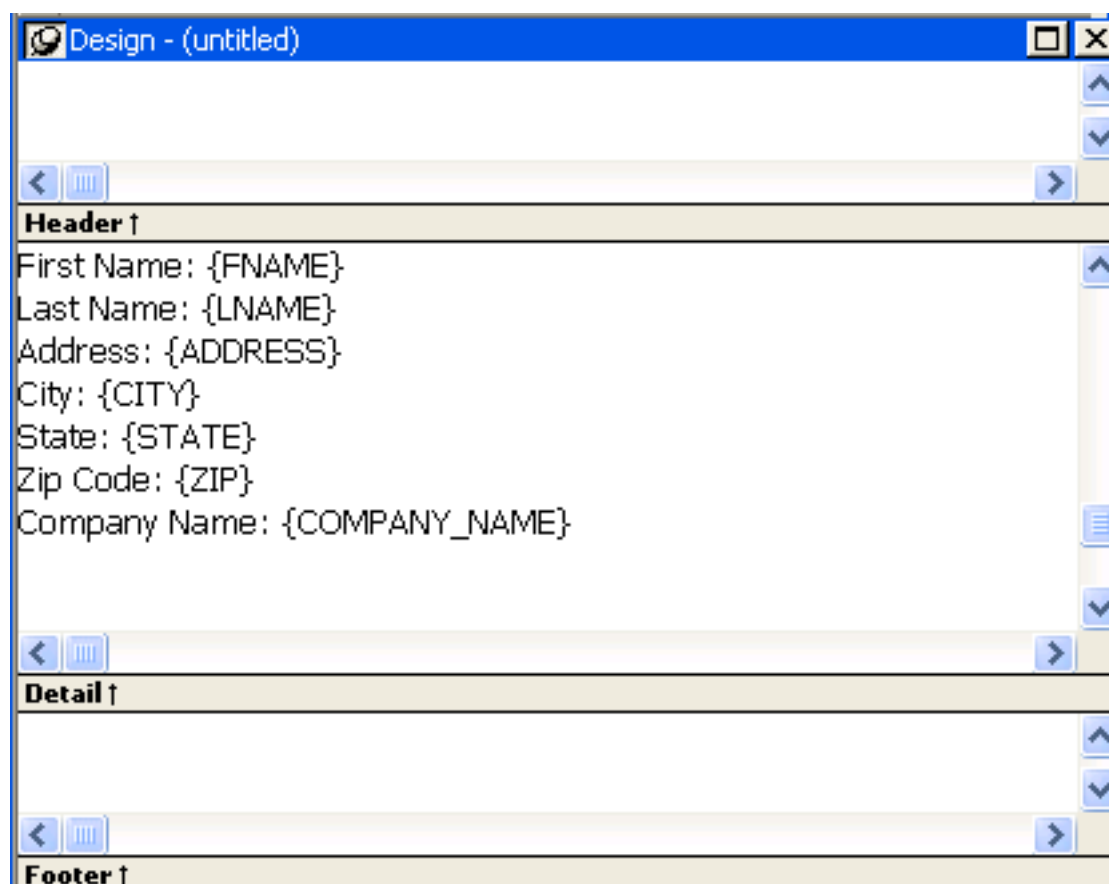 Design - (untitled)
Header ↑
First Name: {FNAME}
Last Name: {LNAME}
Address: {ADDRESS}
City: {CITY}
State: {STATE}
Zip Code: {ZIP}
Company Name: {COMPANY_NAME}
Detail ↑
Footer ↑